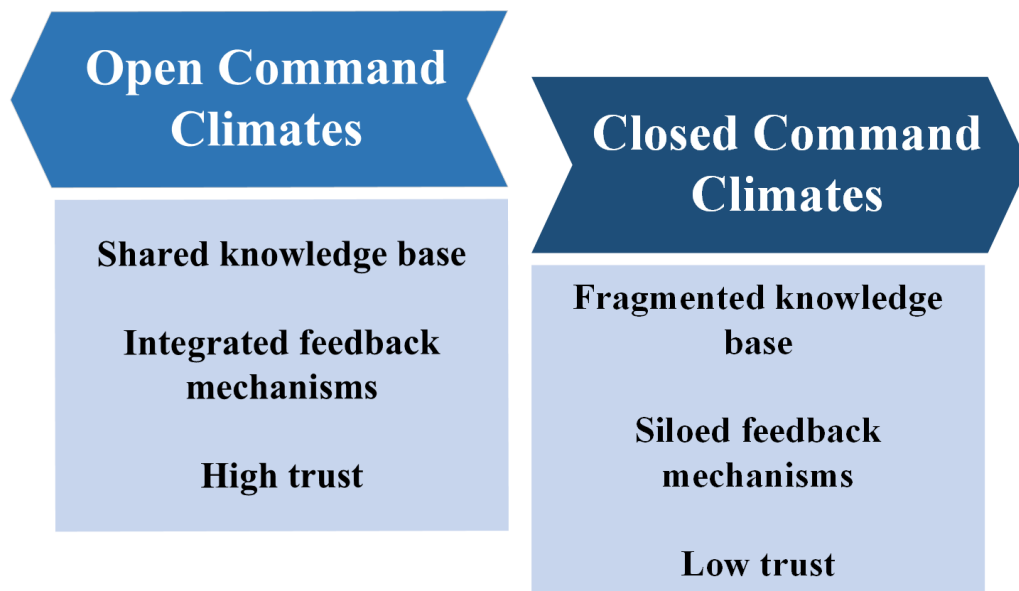 Open Command
Climates
Shared knowledge base
Integrated feedback
mechanisms
High trust
Closed Command
Climates
Fragmented knowledge
base
Siloed feedback
mechanisms
Low trust